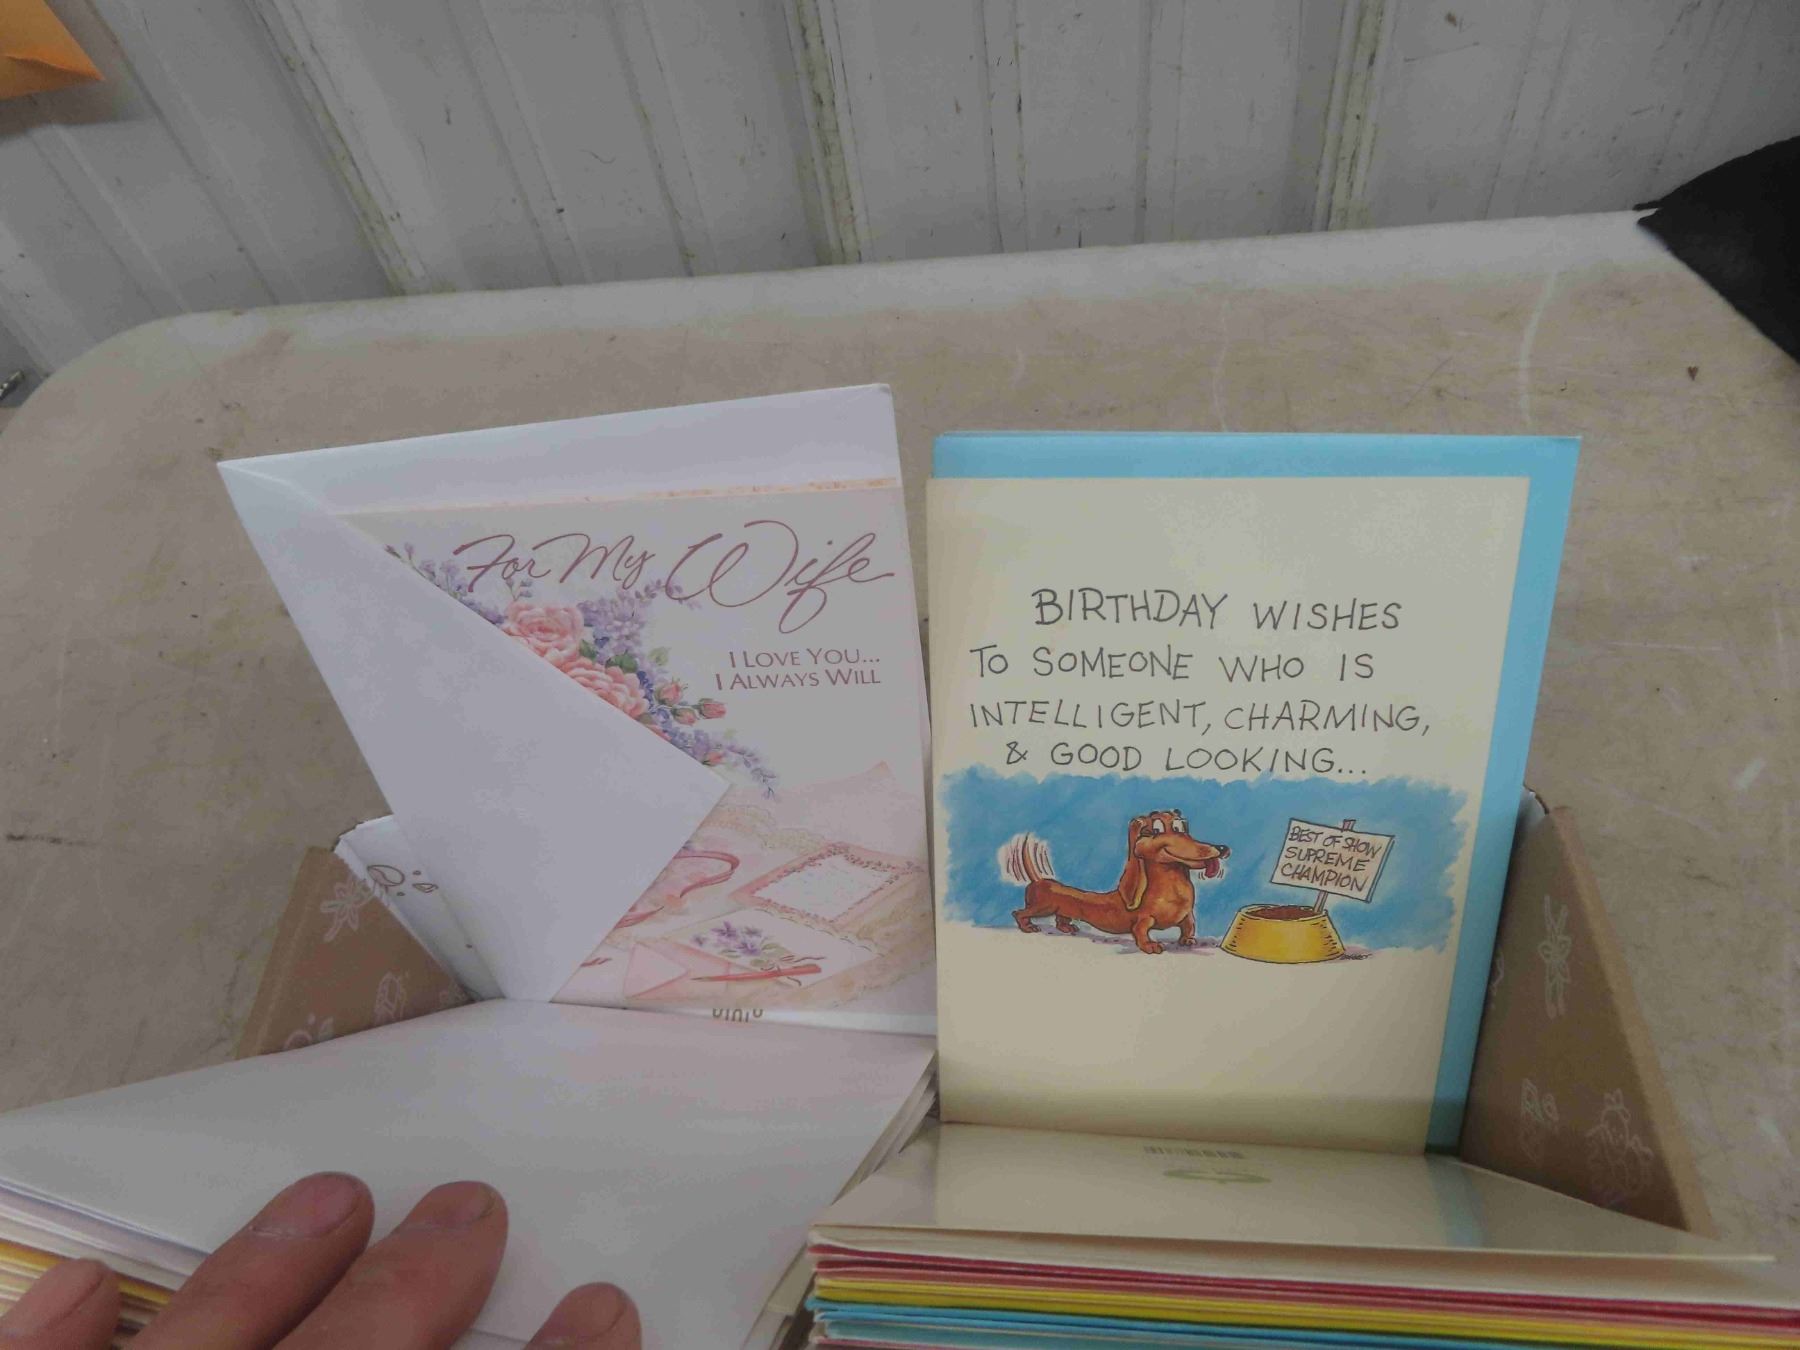 For My Wife
I LOVE YOU...
I ALWAYS WILL
BIRTHDAY WISHES
TO SOMEONE WHO IS
INTELLIGENT, CHARMING,
& GOOD LOOKING...
BEST OF SHOW
SUPREME
CHAMPION